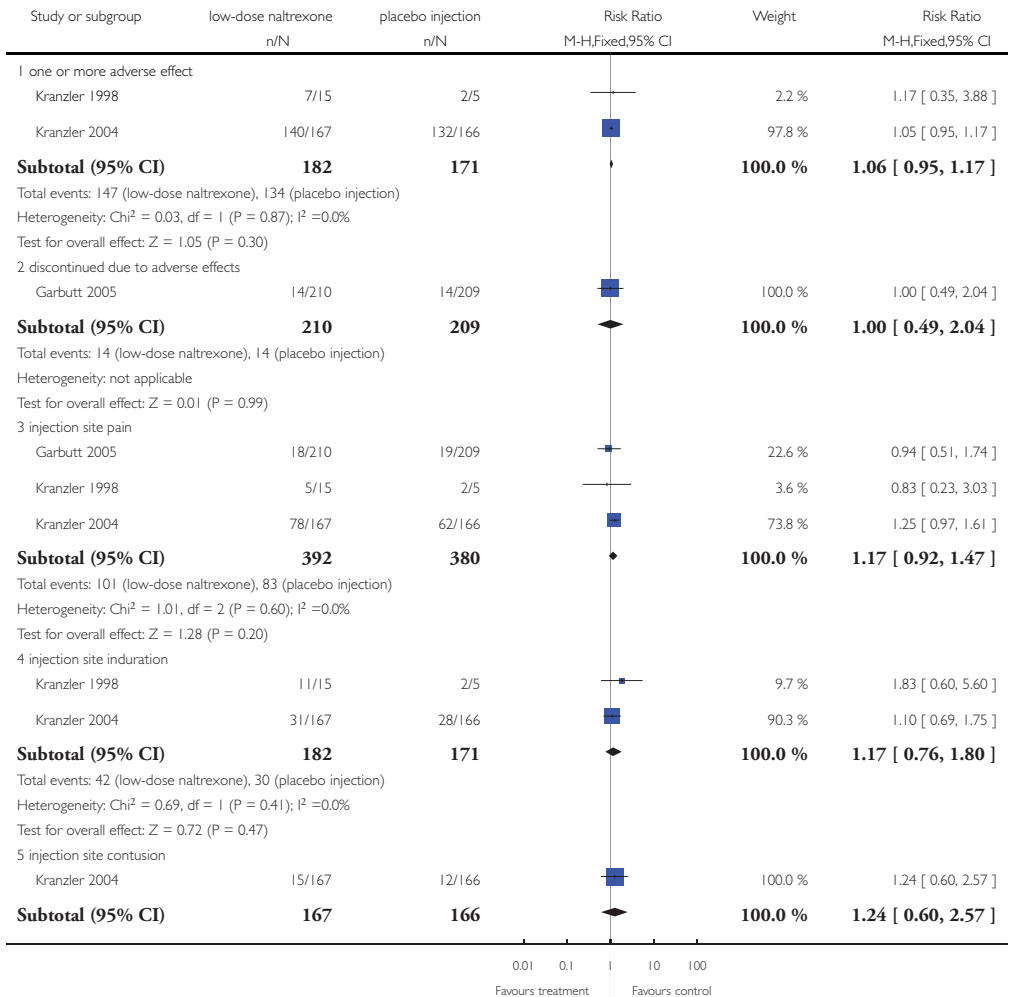 Study or subgroup low-dose naltrexone placebo injection Risk Ratio Weight Risk Ratio
n/N n/N M-H,Fixed,95% CI M-H,Fixed,95% CI
1 one or more adverse effect
Kranzler 1998 7/15 2/5 2.2 % 1.17 [ 0.35, 3.88 ]
Kranzler 2004 140/167 132/166 97.8 % 1.05 [ 0.95, 1.17 ]
Subtotal (95% CI) 182 171 100.0 % 1.06 [ 0.95, 1.17 ]
Total events: 147 (low-dose naltrexone), 134 (placebo injection)
Heterogeneity: Chi² = 0.03, df = 1 (P = 0.87); I² =0.0%
Test for overall effect: Z = 1.05 (P = 0.30)
2 discontinued due to adverse effects
Garbutt 2005 14/210 14/209 100.0 % 1.00 [ 0.49, 2.04 ]
Subtotal (95% CI) 210 209 100.0 % 1.00 [ 0.49, 2.04 ]
Total events: 14 (low-dose naltrexone), 14 (placebo injection)
Heterogeneity: not applicable
Test for overall effect: Z = 0.01 (P = 0.99)
3 injection site pain
Garbutt 2005 18/210 19/209 22.6 % 0.94 [ 0.51, 1.74 ]
Kranzler 1998 5/15 2/5 3.6 % 0.83 [ 0.23, 3.03 ]
Kranzler 2004 78/167 62/166 73.8 % 1.25 [ 0.97, 1.61 ]
Subtotal (95% CI) 392 380 100.0 % 1.17 [ 0.92, 1.47 ]
Total events: 101 (low-dose naltrexone), 83 (placebo injection)
Heterogeneity: Chi² = 1.01, df = 2 (P = 0.60); I² =0.0%
Test for overall effect: Z = 1.28 (P = 0.20)
4 injection site induration
Kranzler 1998 11/15 2/5 9.7 % 1.83 [ 0.60, 5.60 ]
Kranzler 2004 31/167 28/166 90.3 % 1.10 [ 0.69, 1.75 ]
Subtotal (95% CI) 182 171 100.0 % 1.17 [ 0.76, 1.80 ]
Total events: 42 (low-dose naltrexone), 30 (placebo injection)
Heterogeneity: Chi² = 0.69, df = 1 (P = 0.41); I² =0.0%
Test for overall effect: Z = 0.72 (P = 0.47)
5 injection site contusion
Kranzler 2004 15/167 12/166 100.0 % 1.24 [ 0.60, 2.57 ]
Subtotal (95% CI) 167 166 100.0 % 1.24 [ 0.60, 2.57 ]
0.01 0.1 1 10 100
Favours treatment Favours control